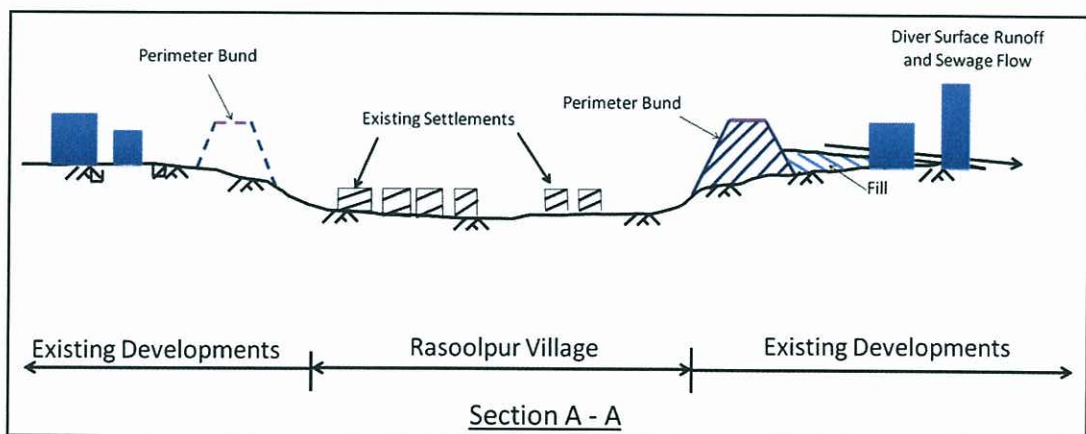 Diver Surface Runoff
and Sewage Flow
Perimeter Bund
Existing Settlements
Perimeter Bund
Fill
Existing Developments
Rasoolpur Village
Existing Developments
Section A - A